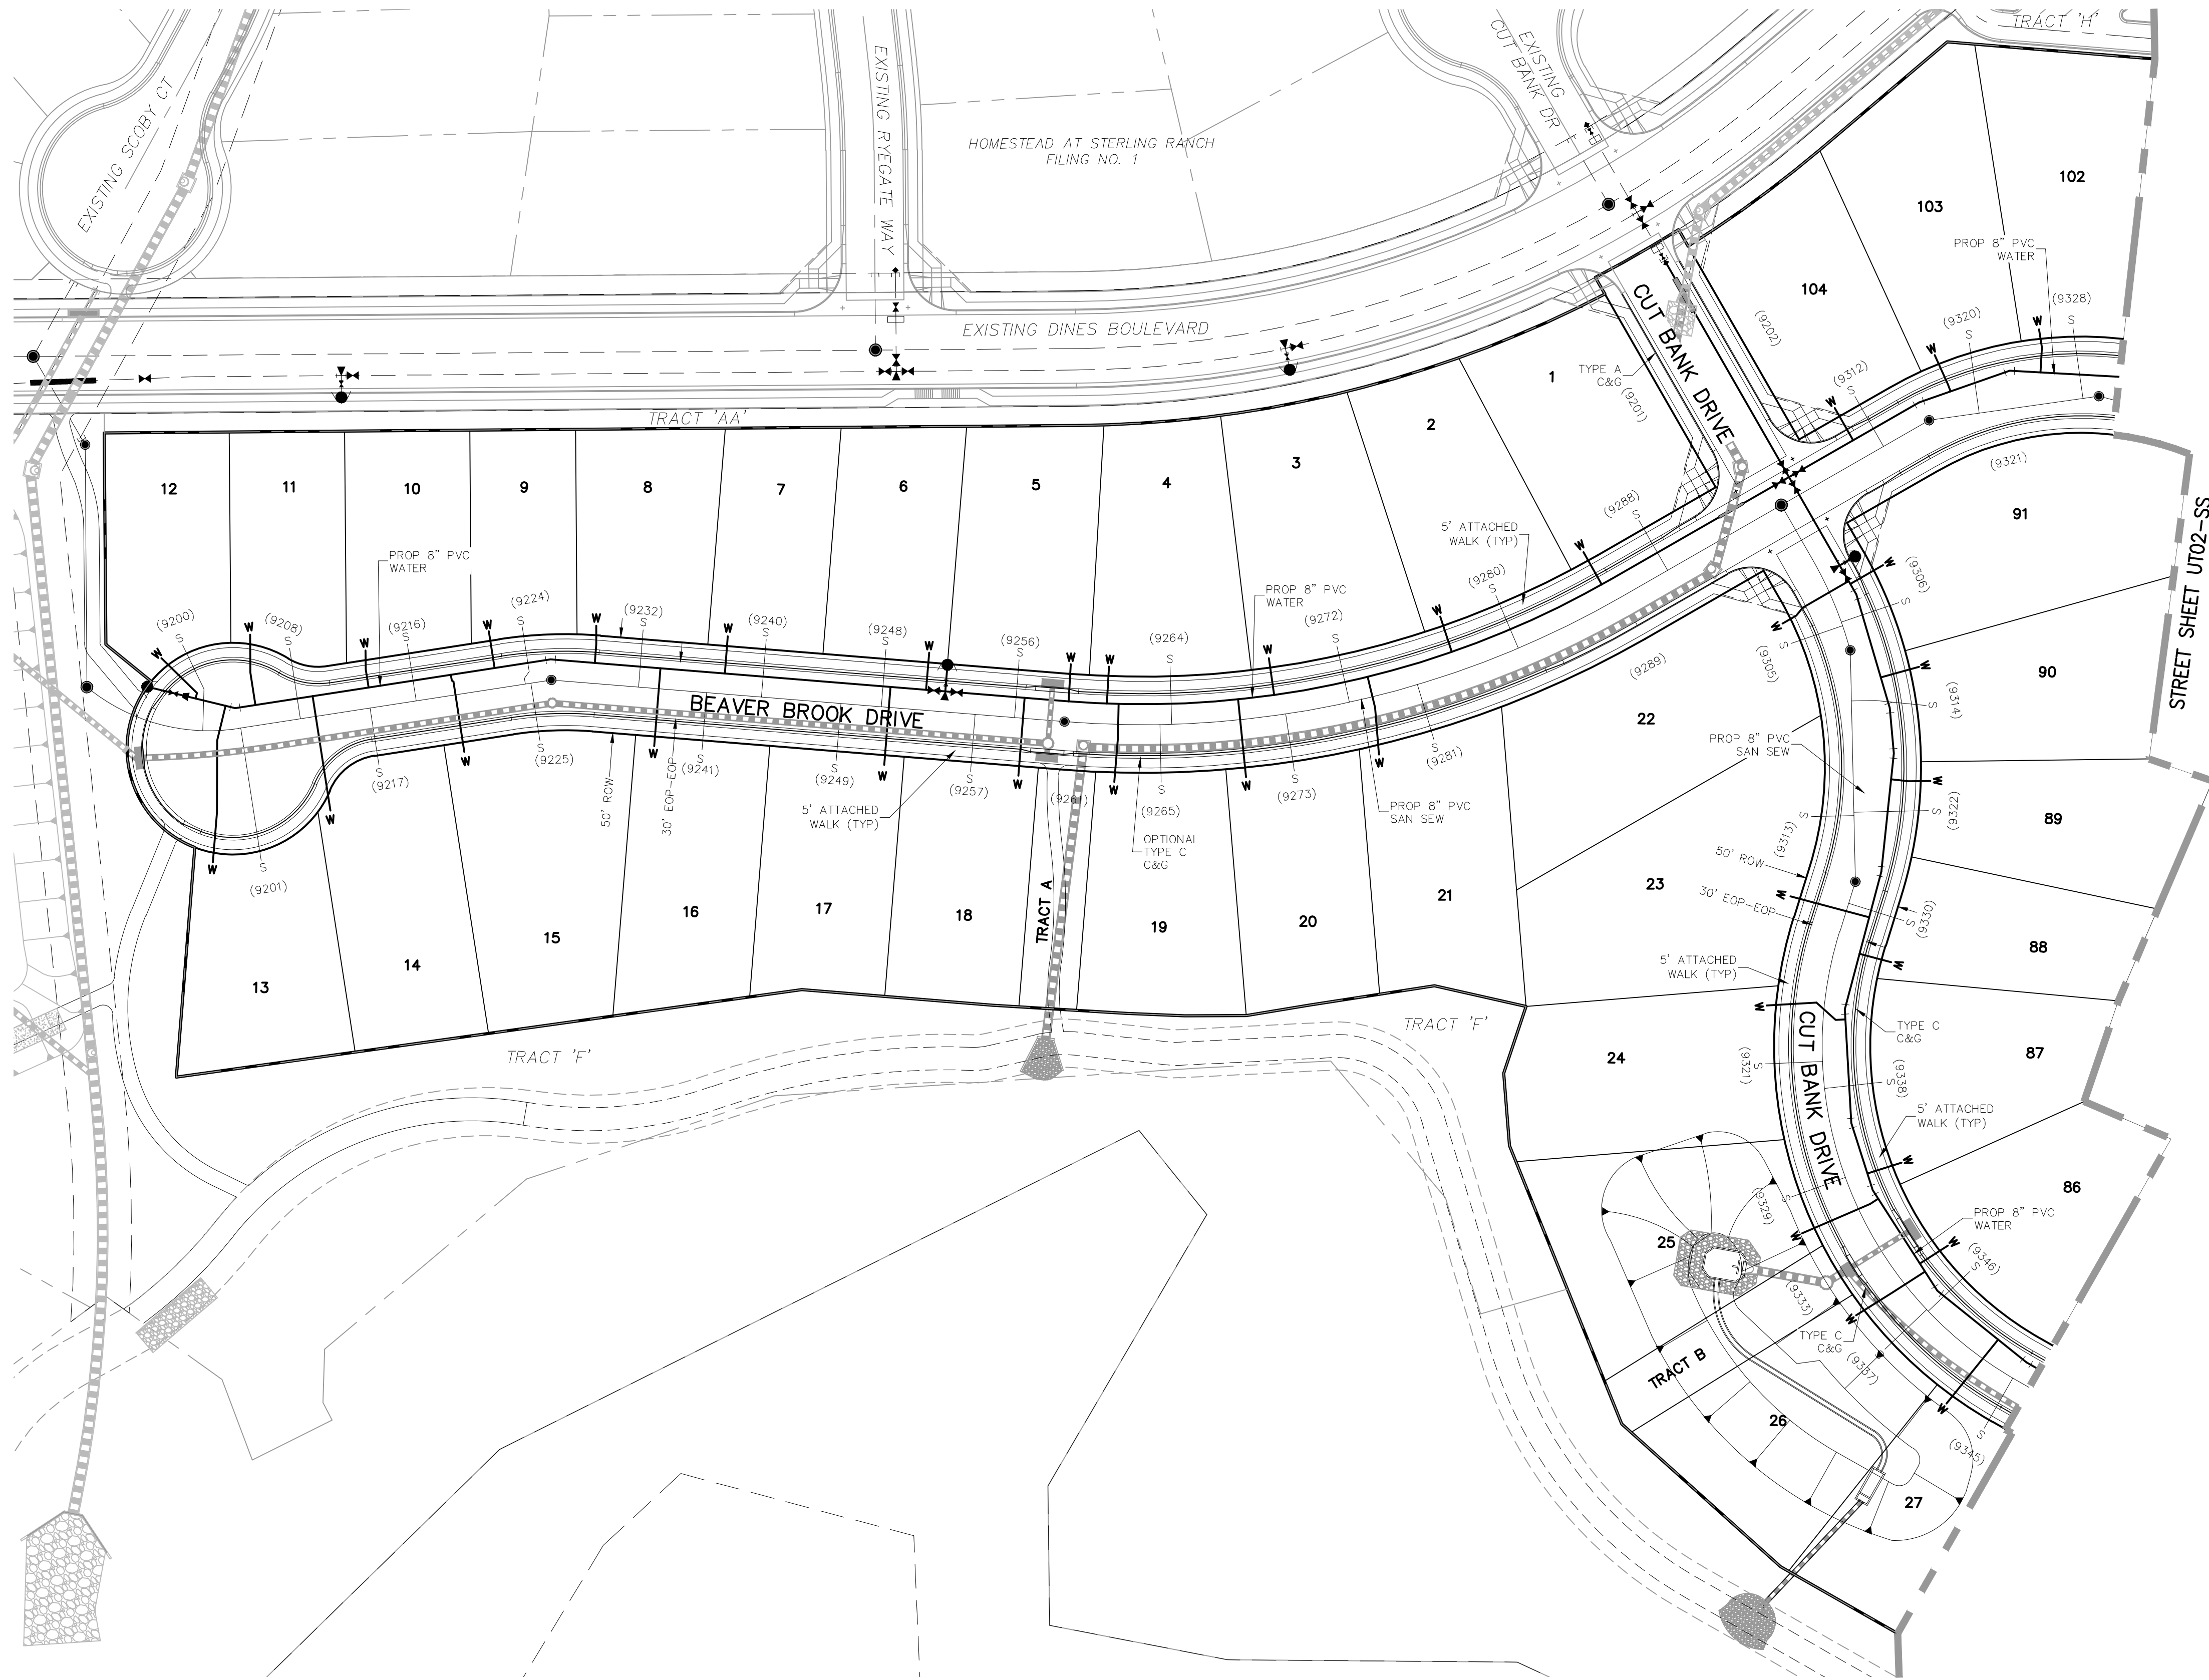 TRACT 'H'
EXISTING SCOBY CT
EXISTING RYEGATE WAY
EXISTING
CUT BANK DR
HOMESTEAD AT STERLING RANCH
FILING NO. 1
102
103
PROP 8" PVC
WATER
104
(9328)
(9320)
(9202)
(9312)
EXISTING DINES BOULEVARD
CUT BANK DRIVE
TYPE A
C&G
(9201)
1
2
3
4
5
6
7
8
9
10
11
12
TRACT 'AA'
(9321)
91
STREET SHEET UT02-SS
(9288)
5' ATTACHED
WALK (TYP)
(9280)
PROP 8" PVC
WATER
PROP 8" PVC
WATER
(9200)
S
W
(9208)
S
W
(9216)
S
W
(9224)
S
W
(9232)
S
W
(9240)
S
W
(9248)
S
W
(9256)
S
W
(9264)
S
W
(9272)
S
W
BEAVER BROOK DRIVE
(9306)
(9305)
(9289)
90
(9314)
22
PROP 8" PVC
SAN SEW
(9217)
(9225)
50' ROW
30' EOP-EOP
(9241)
(9249)
5' ATTACHED
WALK (TYP)
(9257)
(9261)
(9265)
OPTIONAL
TYPE C
C&G
(9273)
(9281)
PROP 8" PVC
SAN SEW
(9201)
(9322)
89
(9313)
50' ROW
23
30' EOP-EOP
(9330)
88
5' ATTACHED
WALK (TYP)
13
14
15
16
17
18
TRACT A
19
20
21
TRACT 'F'
TRACT 'F'
TYPE C
C&G
87
24
CUT BANK DRIVE
(9321)
(9338)
5' ATTACHED
WALK (TYP)
86
(9329)
PROP 8" PVC
WATER
25
(9346)
(9333)
TYPE C
C&G
(9337)
TRACT B
26
(9345)
27